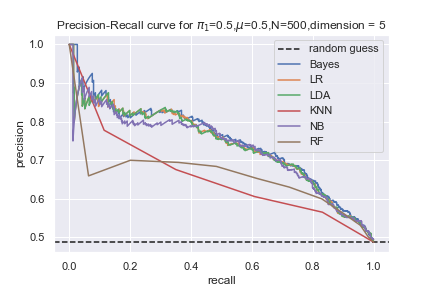 Precision-Recall curve for π₁=0.5,μ=0.5,N=500,dimension = 5
random guess
Bayes
LR
LDA
KNN
NB
RF
precision
1.0
0.9
0.8
0.7
0.6
0.5
0.0 0.2 0.4 0.6 0.8 1.0
recall